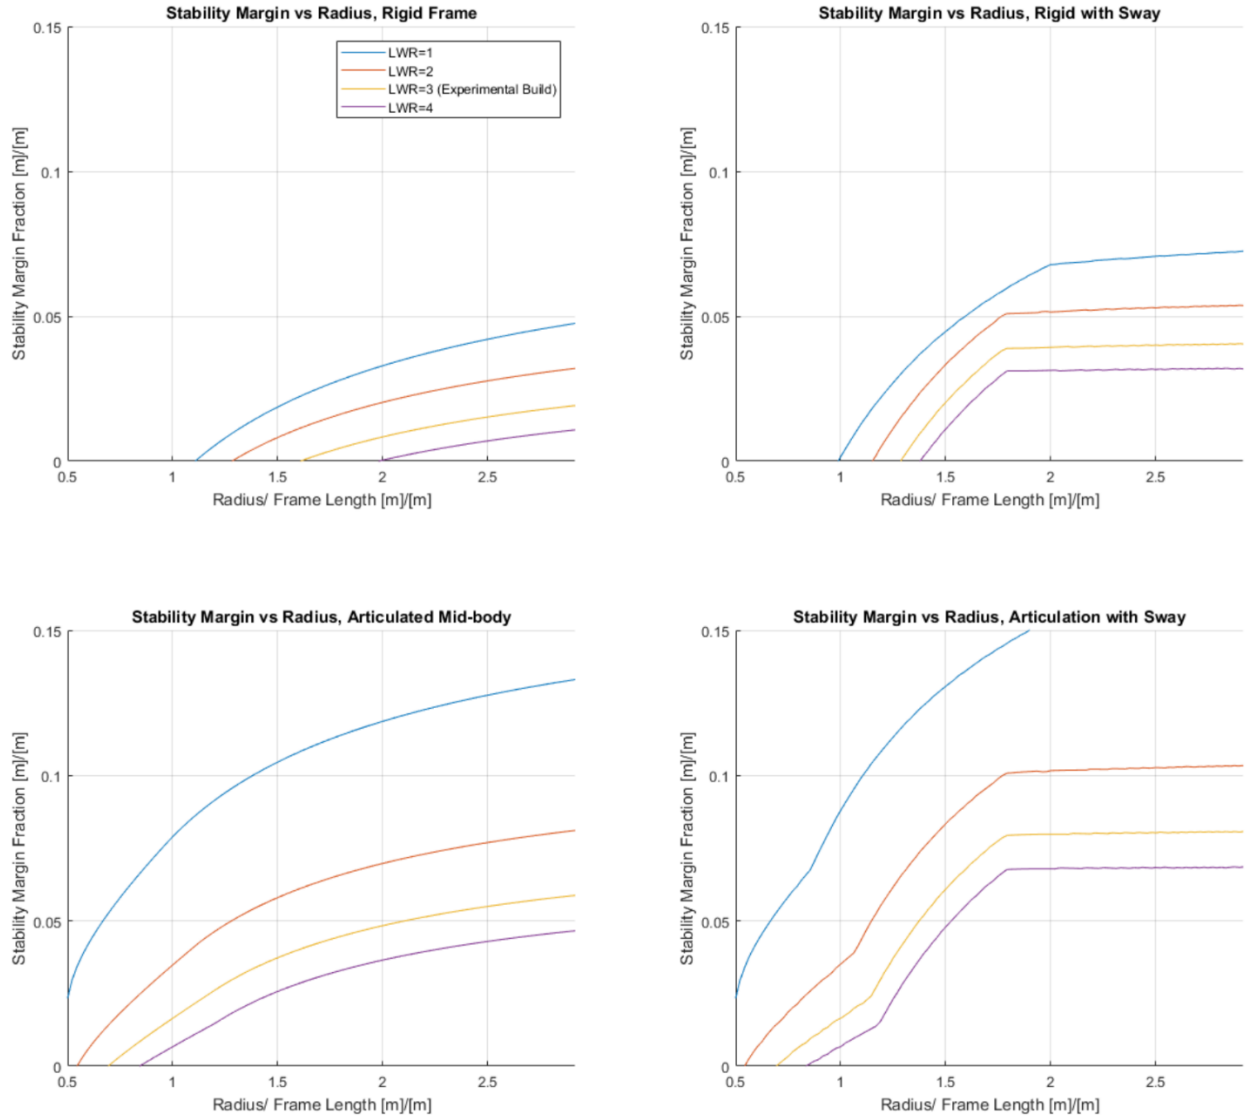 Stability Margin vs Radius, Rigid Frame
0.15
0.1
0.05
0
0.5
1
1.5
2
2.5
Stability Margin Fraction [m]/[m]
Radius/ Frame Length [m]/[m]
LWR=1
LWR=2
LWR=3 (Experimental Build)
LWR=4
Stability Margin vs Radius, Rigid with Sway
0.15
0.1
0.05
0
0.5
1
1.5
2
2.5
Stability Margin Fraction [m]/[m]
Radius/ Frame Length [m]/[m]
Stability Margin vs Radius, Articulated Mid-body
0.15
0.1
0.05
0
0.5
1
1.5
2
2.5
Stability Margin Fraction [m]/[m]
Radius/ Frame Length [m]/[m]
Stability Margin vs Radius, Articulation with Sway
0.15
0.1
0.05
0
0.5
1
1.5
2
2.5
Stability Margin Fraction [m]/[m]
Radius/ Frame Length [m]/[m]